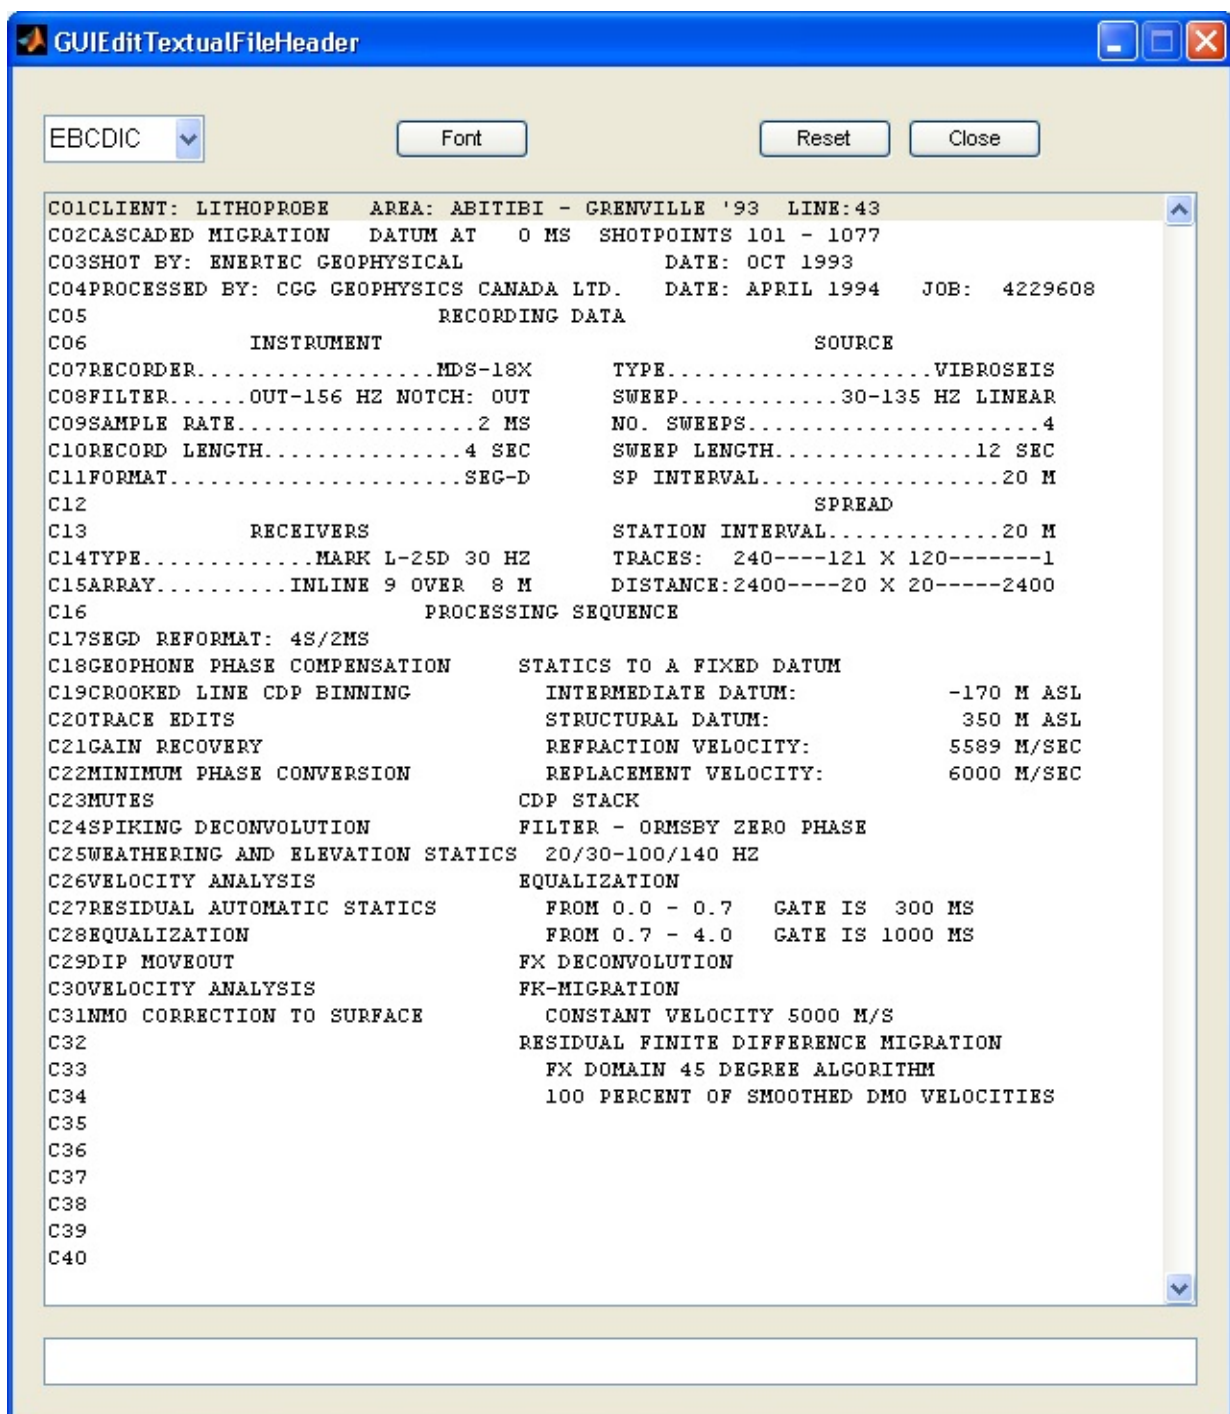 GUIEditTextualFileHeader
EBCDIC Font Reset Close
C01CLIENT: LITHOPROBE   AREA: ABITIBI - GRENVILLE '93  LINE:43
C02CASCADED MIGRATION   DATUM AT   0 MS  SHOTPOINTS 101 - 1077
C03SHOT BY: ENERTEC GEOPHYSICAL               DATE: OCT 1993
C04PROCESSED BY: CGG GEOPHYSICS CANADA LTD.   DATE: APRIL 1994   JOB:  4229608
C05                          RECORDING DATA
C06            INSTRUMENT                                SOURCE
C07RECORDER..................MDS-18X      TYPE....................VIBROSEIS
C08FILTER......OUT-156 HZ NOTCH: OUT      SWEEP............30-135 HZ LINEAR
C09SAMPLE RATE..................2 MS      NO. SWEEPS......................4
C10RECORD LENGTH...............4 SEC      SWEEP LENGTH...............12 SEC
C11FORMAT......................SEG-D      SP INTERVAL..................20 M
C12                                                      SPREAD
C13            RECEIVERS                  STATION INTERVAL.............20 M
C14TYPE.............MARK L-25D 30 HZ      TRACES:  240----121 X 120-------1
C15ARRAY..........INLINE 9 OVER  8 M      DISTANCE:2400----20 X 20-----2400
C16                         PROCESSING SEQUENCE
C17SEGD REFORMAT: 4S/2MS
C18GEOPHONE PHASE COMPENSATION     STATICS TO A FIXED DATUM
C19CROOKED LINE CDP BINNING          INTERMEDIATE DATUM:           -170 M ASL
C20TRACE EDITS                       STRUCTURAL DATUM:              350 M ASL
C21GAIN RECOVERY                     REFRACTION VELOCITY:          5589 M/SEC
C22MINIMUM PHASE CONVERSION          REPLACEMENT VELOCITY:         6000 M/SEC
C23MUTES                           CDP STACK
C24SPIKING DECONVOLUTION           FILTER - ORMSBY ZERO PHASE
C25WEATHERING AND ELEVATION STATICS  20/30-100/140 HZ
C26VELOCITY ANALYSIS               EQUALIZATION
C27RESIDUAL AUTOMATIC STATICS        FROM 0.0 - 0.7   GATE IS  300 MS
C28EQUALIZATION                      FROM 0.7 - 4.0   GATE IS 1000 MS
C29DIP MOVEOUT                     FX DECONVOLUTION
C30VELOCITY ANALYSIS               FK-MIGRATION
C31NMO CORRECTION TO SURFACE         CONSTANT VELOCITY 5000 M/S
C32                                RESIDUAL FINITE DIFFERENCE MIGRATION
C33                                  FX DOMAIN 45 DEGREE ALGORITHM
C34                                  100 PERCENT OF SMOOTHED DMO VELOCITIES
C35
C36
C37
C38
C39
C40